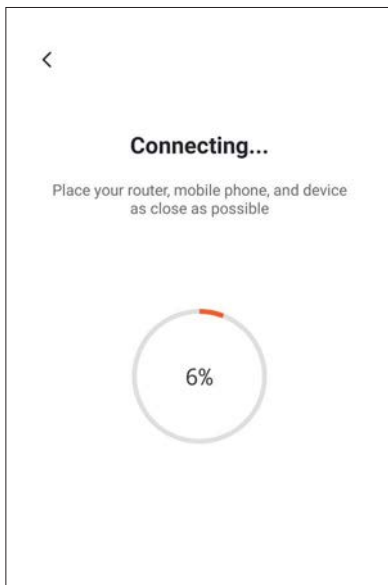 Connecting...
Place your router, mobile phone, and device
as close as possible
6%